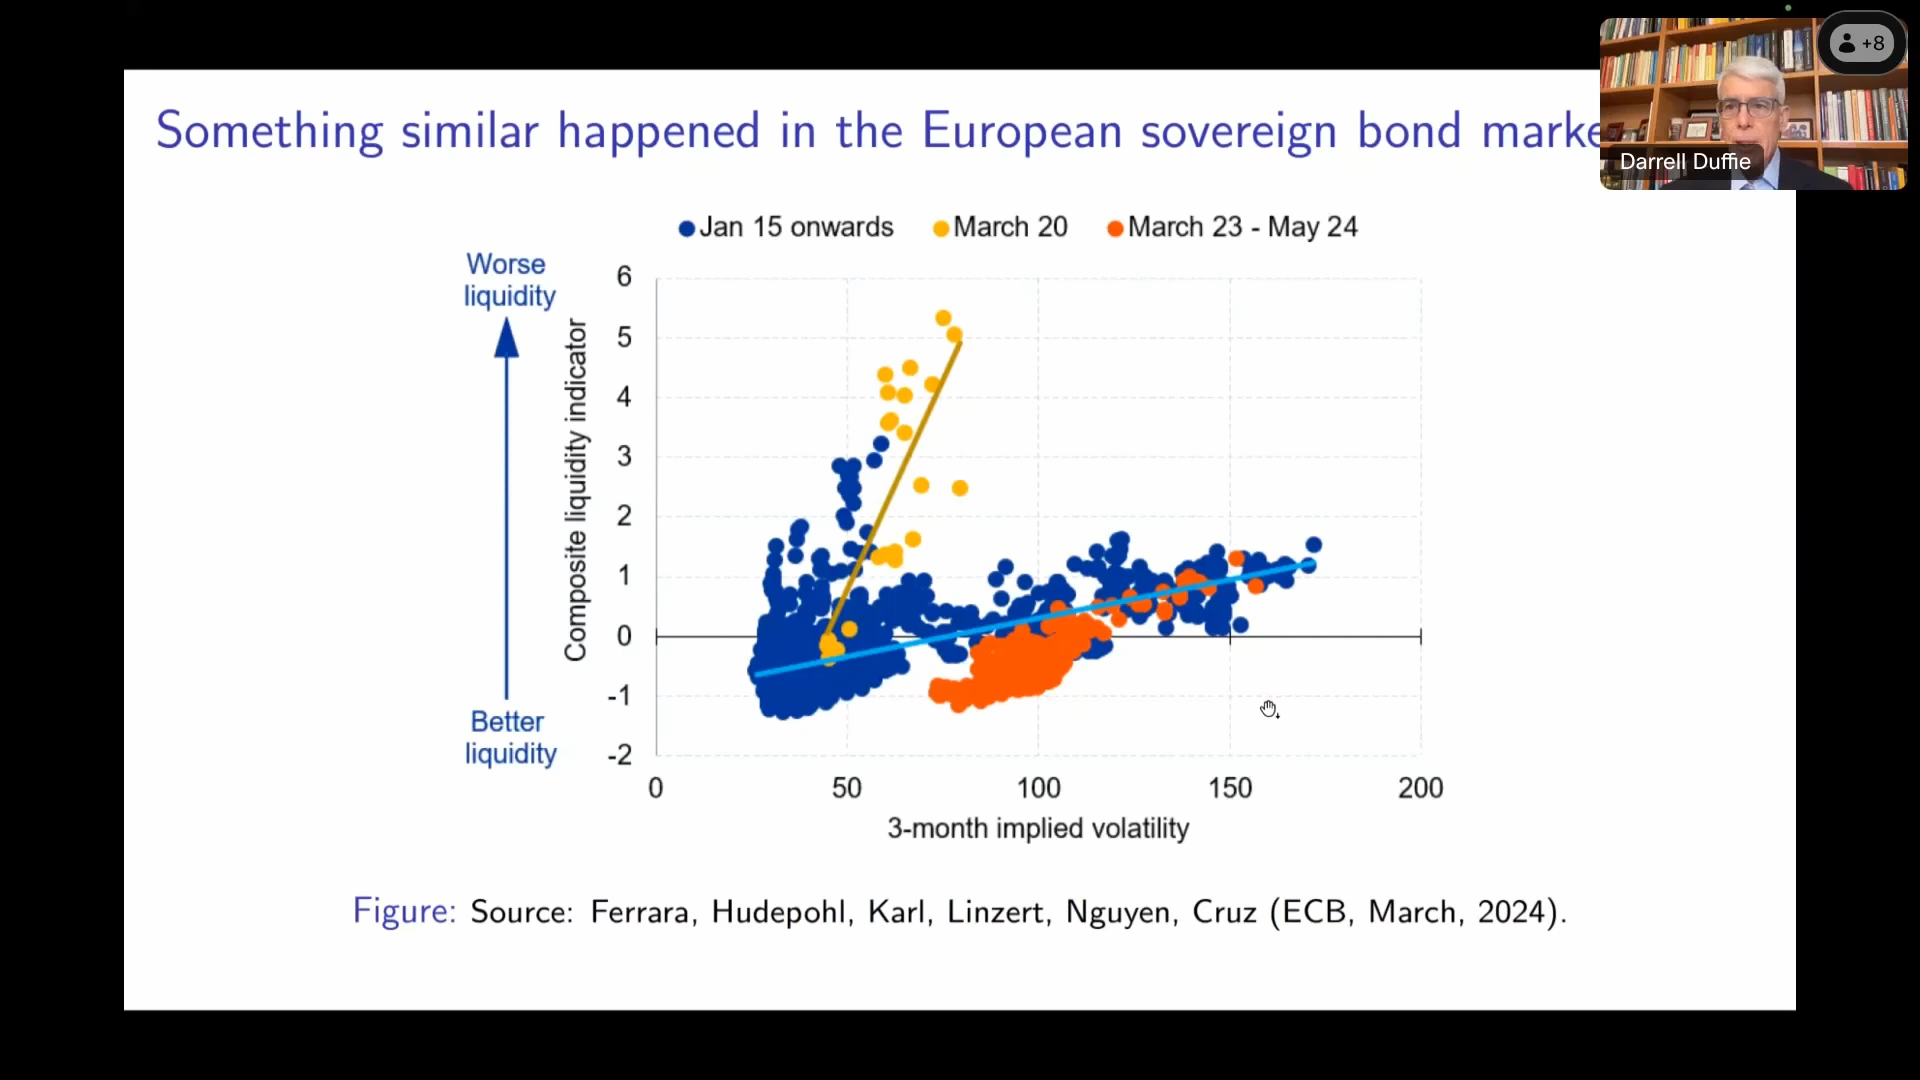 +8
Darrell Duffie
Something similar happened in the European sovereign bond marke
Jan 15 onwards March 20 March 23 - May 24
Worse
liquidity
Better
liquidity
Composite liquidity indicator
6
5
4
3
2
1
0
-1
-2
0 50 100 150 200
3-month implied volatility
Figure: Source: Ferrara, Hudepohl, Karl, Linzert, Nguyen, Cruz (ECB, March, 2024).